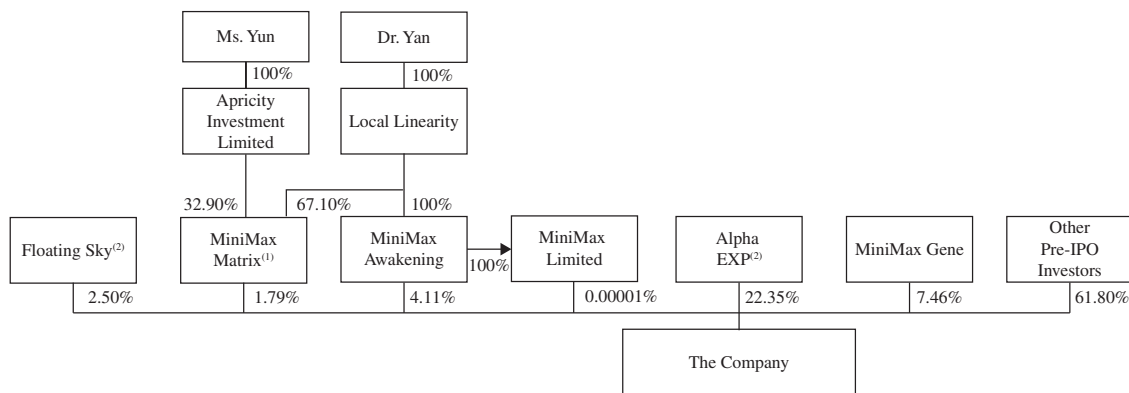 Ms. Yun
Dr. Yan
100%
100%
Apricity
Investment
Limited
Local Linearity
32.90%
67.10%
100%
Floating Sky(2)
MiniMax
Matrix(1)
MiniMax
Awakening
100%
MiniMax
Limited
Alpha
EXP(2)
MiniMax Gene
Other
Pre-IPO
Investors
2.50%
1.79%
4.11%
0.00001%
22.35%
7.46%
61.80%
The Company